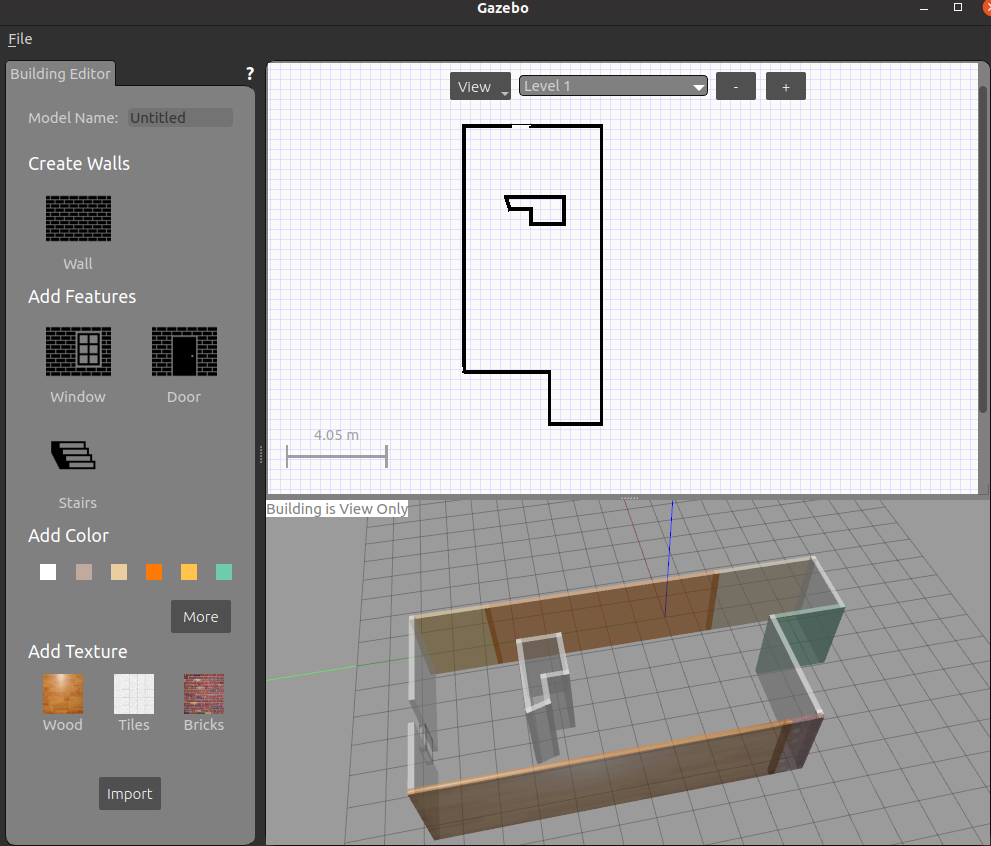 Gazebo
File
Building Editor
?
Model Name: Untitled
Create Walls
Wall
Add Features
Window
Door
Stairs
Add Color
More
Add Texture
Wood
Tiles
Bricks
Import
View
Level 1
-
+
4.05 m
Building is View Only